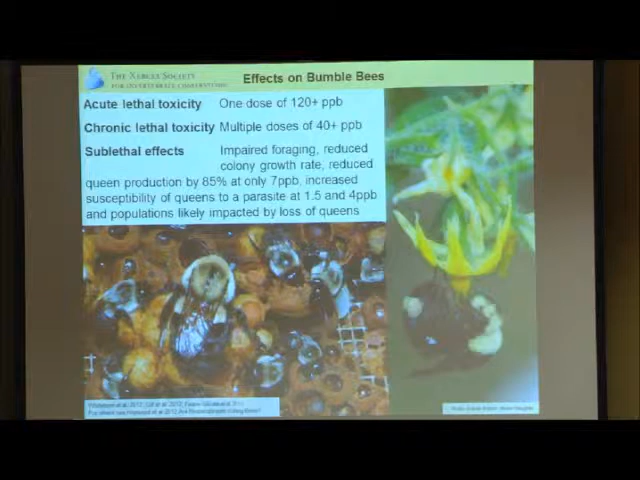 THE XERCES SOCIETY
FOR INVERTEBRATE CONSERVATION
Effects on Bumble Bees
Acute lethal toxicity One dose of 120+ ppb
Chronic lethal toxicity Multiple doses of 40+ ppb
Sublethal effects Impaired foraging, reduced
colony growth rate, reduced
queen production by 85% at only 7ppb, increased
susceptibility of queens to a parasite at 1.5 and 4ppb
and populations likely impacted by loss of queens